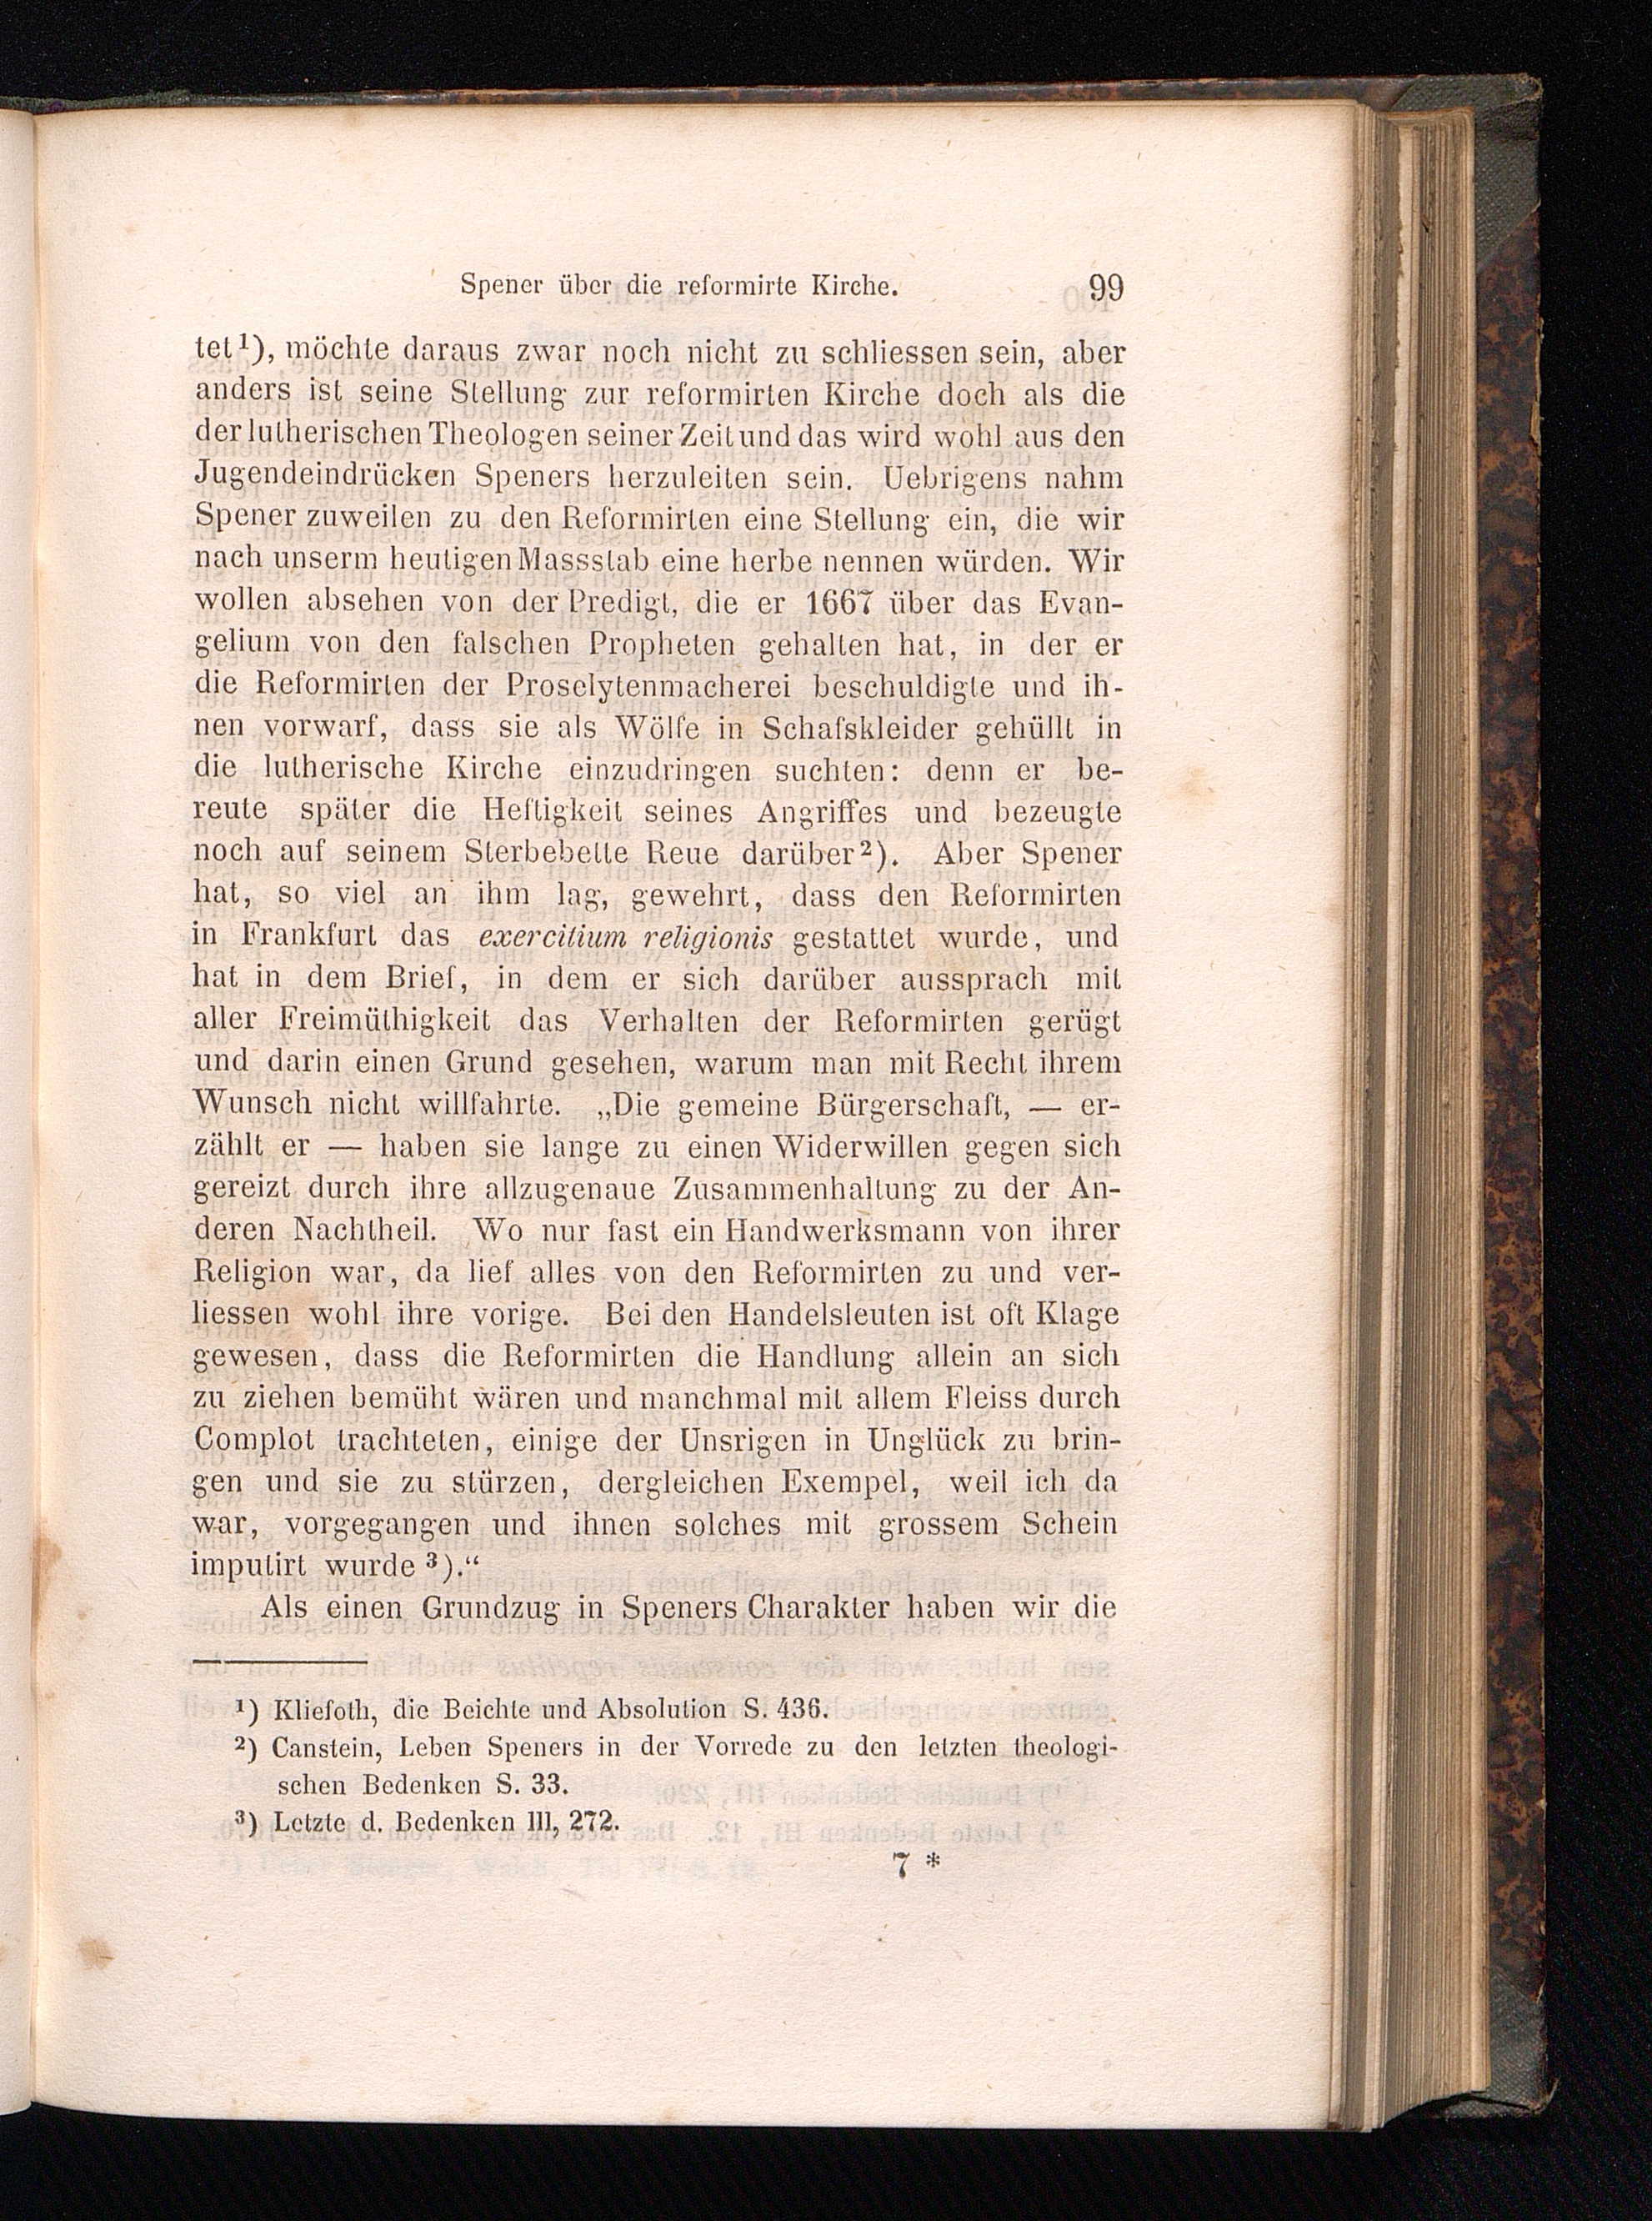 Spener über die reformirte Kirche. 99
tet¹), möchte daraus zwar noch nicht zu schliessen sein, aber
anders ist seine Stellung zur reformirten Kirche doch als die
der lutherischen Theologen seiner Zeit und das wird wohl aus den
Jugendeindrücken Speners herzuleiten sein. Uebrigens nahm
Spener zuweilen zu den Reformirten eine Stellung ein, die wir
nach unserm heutigen Massstab eine herbe nennen würden. Wir
wollen absehen von der Predigt, die er 1667 über das Evan-
gelium von den falschen Propheten gehalten hat, in der er
die Reformirten der Proselytenmacherei beschuldigte und ih-
nen vorwarf, dass sie als Wölfe in Schafskleider gehüllt in
die lutherische Kirche einzudringen suchten: denn er be-
reute später die Heftigkeit seines Angriffes und bezeugte
noch auf seinem Sterbebette Reue darüber²). Aber Spener
hat, so viel an ihm lag, gewehrt, dass den Reformirten
in Frankfurt das exercitium religionis gestattet wurde, und
hat in dem Brief, in dem er sich darüber aussprach mit
aller Freimüthigkeit das Verhalten der Reformirten gerügt
und darin einen Grund gesehen, warum man mit Recht ihrem
Wunsch nicht willfahrte. „Die gemeine Bürgerschaft, — er-
zählt er — haben sie lange zu einen Widerwillen gegen sich
gereizt durch ihre allzugenaue Zusammenhaltung zu der An-
deren Nachtheil. Wo nur fast ein Handwerksmann von ihrer
Religion war, da lief alles von den Reformirten zu und ver-
liessen wohl ihre vorige. Bei den Handelsleuten ist oft Klage
gewesen, dass die Reformirten die Handlung allein an sich
zu ziehen bemüht wären und manchmal mit allem Fleiss durch
Complot trachteten, einige der Unsrigen in Unglück zu brin-
gen und sie zu stürzen, dergleichen Exempel, weil ich da
war, vorgegangen und ihnen solches mit grossem Schein
imputirt wurde ³).“
Als einen Grundzug in Speners Charakter haben wir die
¹) Kliefoth, die Beichte und Absolution S. 436.
²) Canstein, Leben Speners in der Vorrede zu den letzten theologi-
schen Bedenken S. 33.
³) Letzte d. Bedenken III, 272.
7 *